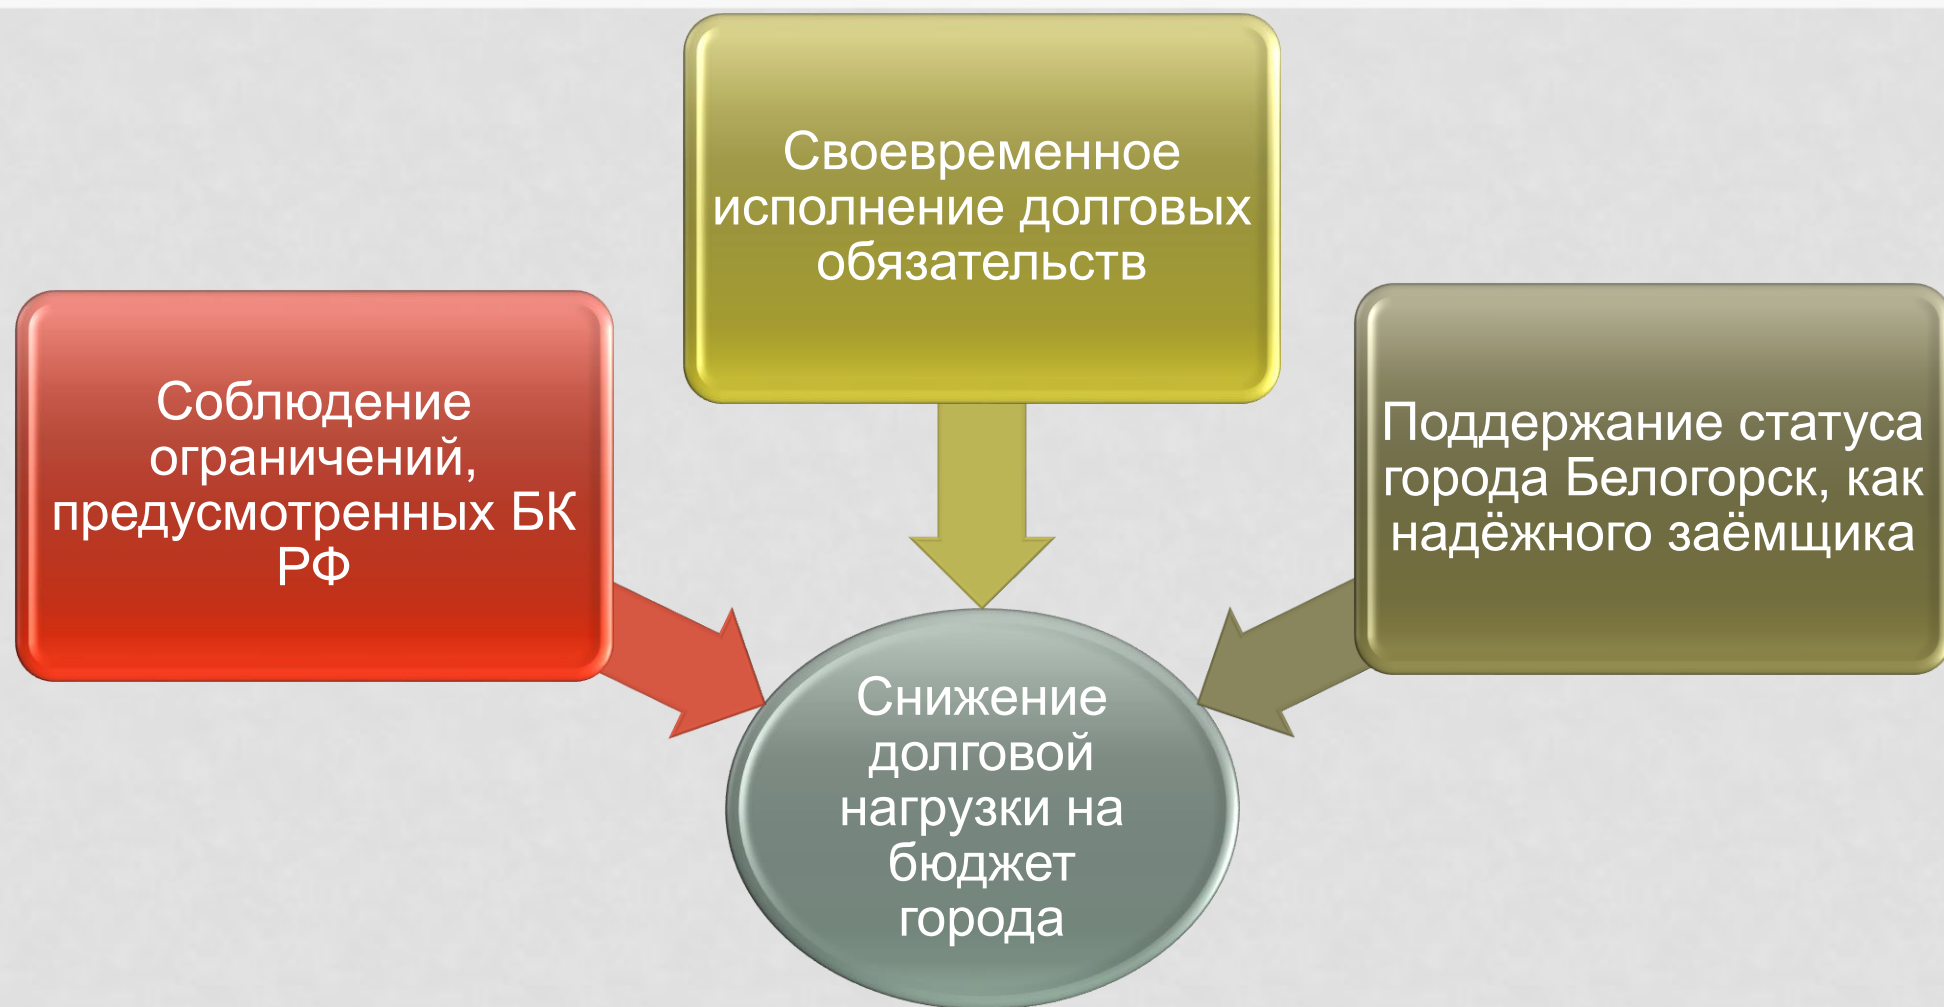 Своевременное
исполнение долговых
обязательств
Соблюдение
ограничений,
предусмотренных БК
РФ
Поддержание статуса
города Белогорск, как
надёжного заёмщика
Снижение
долговой
нагрузки на
бюджет
города